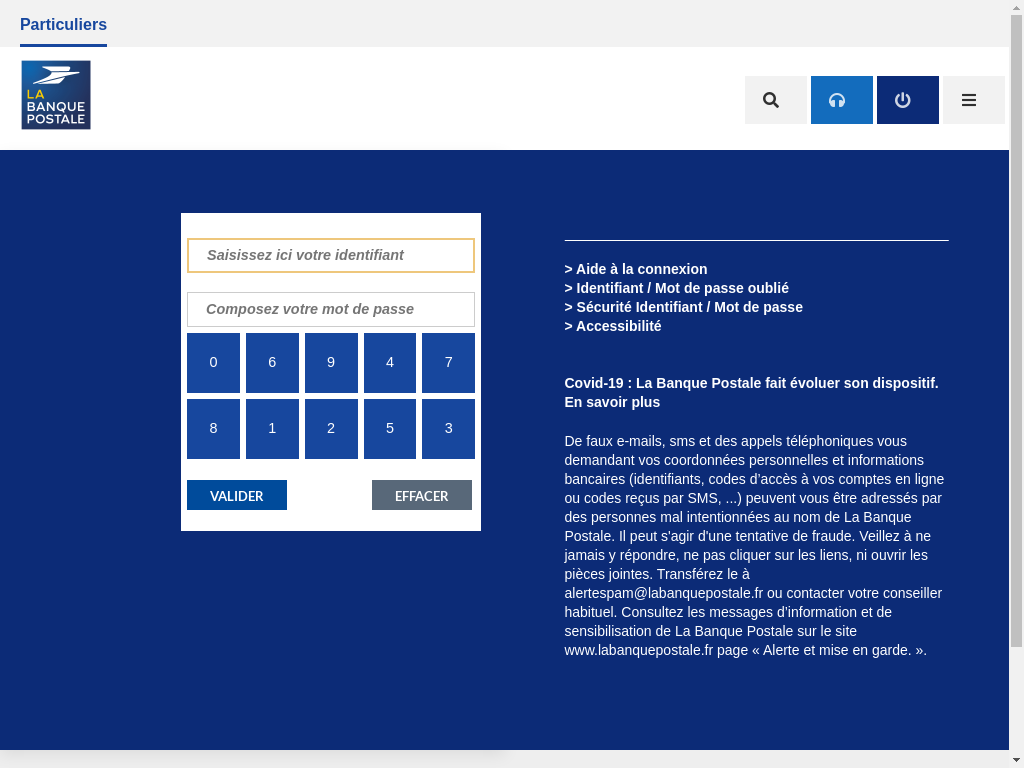 Particuliers
LA
BANQUE
POSTALE
Saisissez ici votre identifiant
Composez votre mot de passe
0 6 9 4 7
8 1 2 5 3
VALIDER EFFACER
> Aide à la connexion
> Identifiant / Mot de passe oublié
> Sécurité Identifiant / Mot de passe
> Accessibilité
Covid-19 : La Banque Postale fait évoluer son dispositif.
En savoir plus
De faux e-mails, sms et des appels téléphoniques vous
demandant vos coordonnées personnelles et informations
bancaires (identifiants, codes d’accès à vos comptes en ligne
ou codes reçus par SMS, ...) peuvent vous être adressés par
des personnes mal intentionnées au nom de La Banque
Postale. Il peut s'agir d'une tentative de fraude. Veillez à ne
jamais y répondre, ne pas cliquer sur les liens, ni ouvrir les
pièces jointes. Transférez le à
alertespam@labanquepostale.fr ou contacter votre conseiller
habituel. Consultez les messages d’information et de
sensibilisation de La Banque Postale sur le site
www.labanquepostale.fr page « Alerte et mise en garde. ».